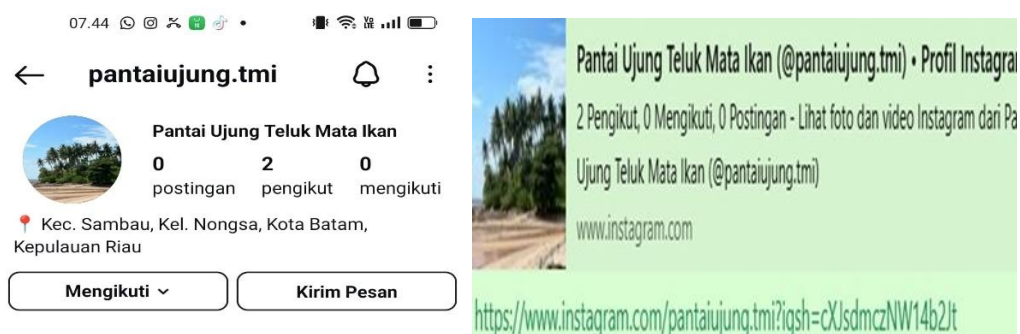 07.44
pantaiujung.tmi
Pantai Ujung Teluk Mata Ikan
0 2 0
postingan pengikut mengikuti
Kec. Sambau, Kel. Nongsa, Kota Batam,
Kepulauan Riau
Mengikuti Kirim Pesan
Pantai Ujung Teluk Mata Ikan (@pantaiujung.tmi) • Profil Instagram
2 Pengikut, 0 Mengikuti, 0 Postingan - Lihat foto dan video Instagram dari Pa
Ujung Teluk Mata Ikan (@pantaiujung.tmi)
www.instagram.com
https://www.instagram.com/pantaiujung.tmi?igsh=cXJsdmczNW14b2Jt